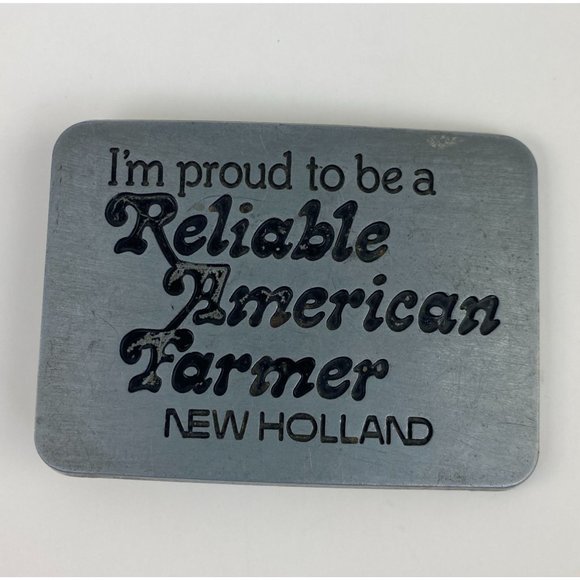 I'm proud to be a
Reliable
American
Farmer
NEW HOLLAND